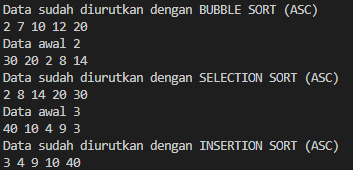 Data sudah diurutkan dengan BUBBLE SORT (ASC)
2 7 10 12 20
Data awal 2
30 20 2 8 14
Data sudah diurutkan dengan SELECTION SORT (ASC)
2 8 14 20 30
Data awal 3
40 10 4 9 3
Data sudah diurutkan dengan INSERTION SORT (ASC)
3 4 9 10 40